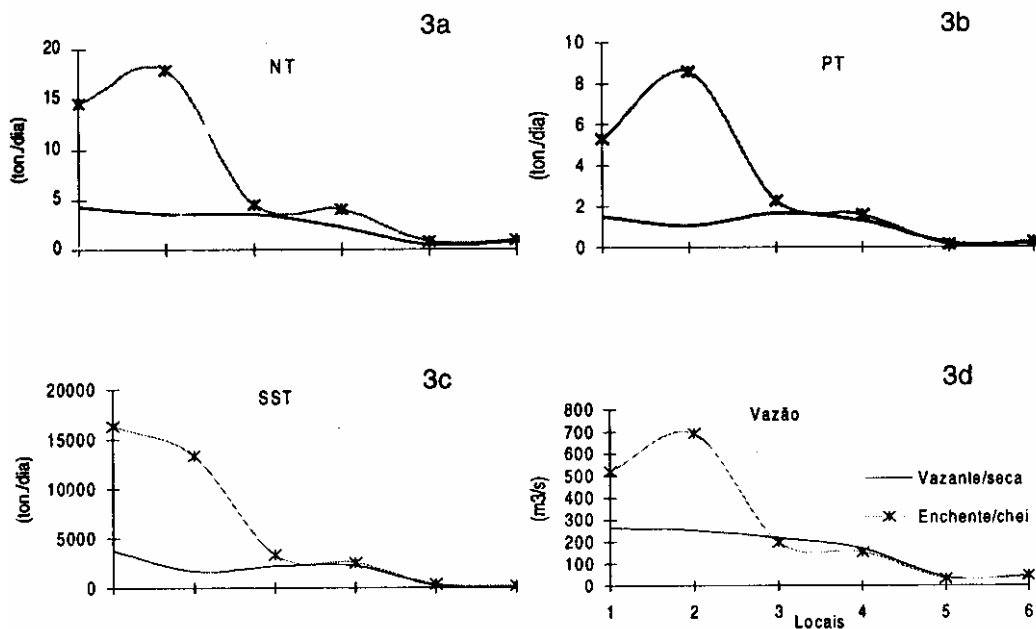 3a
NT
20
15
10
5
0
(ton./dia)
3b
PT
10
8
6
4
2
0
(ton./dia)
3c
SST
20000
15000
10000
5000
0
(ton./dia)
3d
Vazão
800
700
600
500
400
300
200
100
0
(m3/s)
Vazante/seca
Enchente/chei
1 2 3 4 5 6
Locais